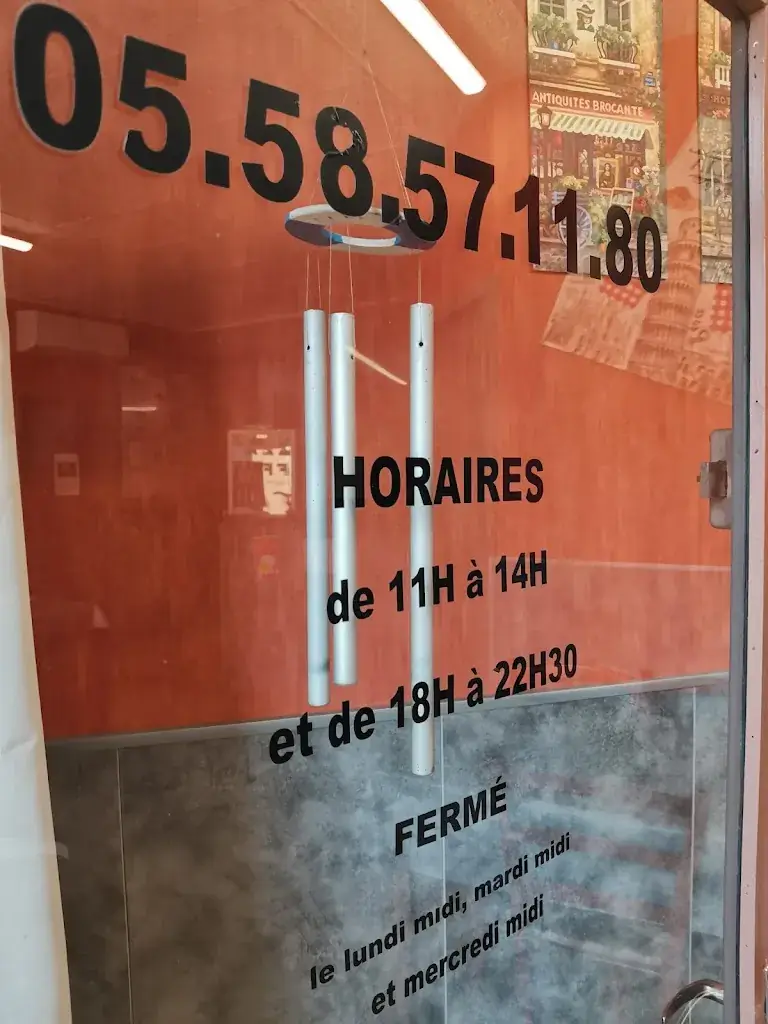 05.58.57.11.80
ANTIQUITES BROCANTE
HORAIRES
de 11H à 14H
et de 18H à 22H30
FERMÉ
le lundi midi, mardi midi
et mercredi midi